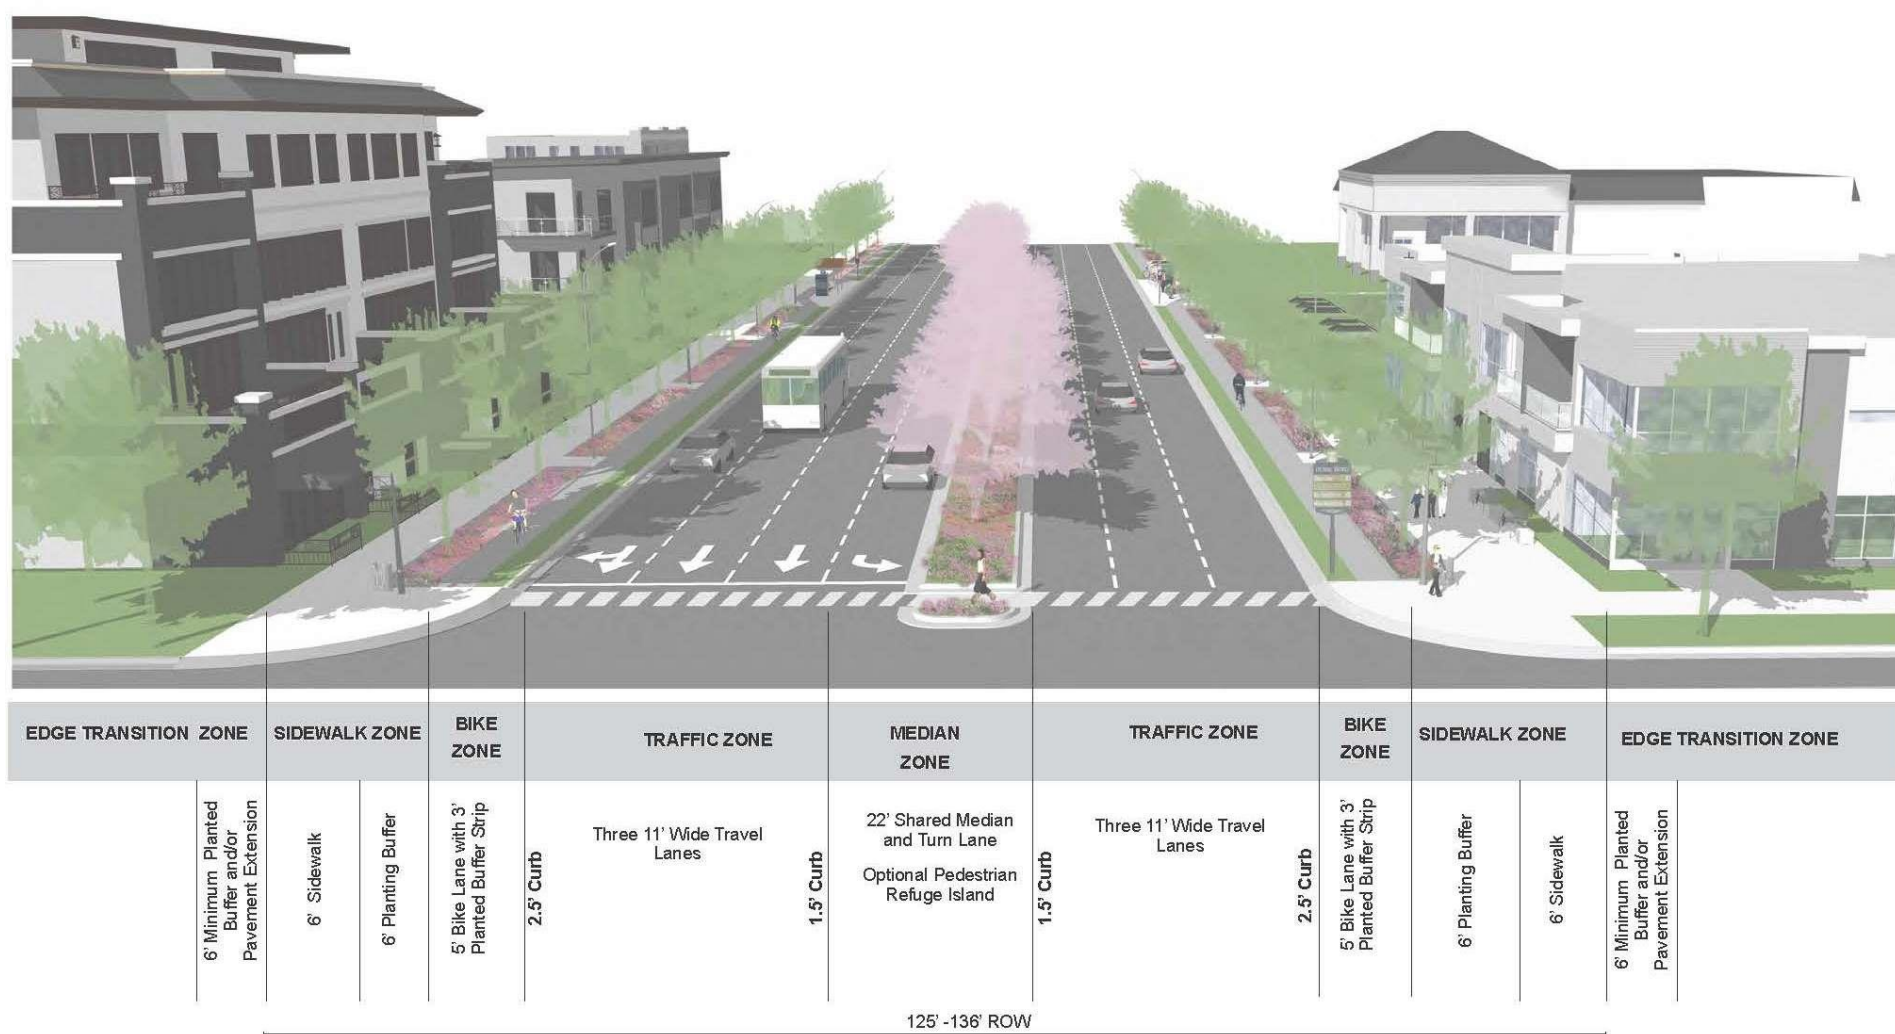 EDGE TRANSITION ZONE
SIDEWALK ZONE
BIKE
ZONE
TRAFFIC ZONE
MEDIAN
ZONE
TRAFFIC ZONE
BIKE
ZONE
SIDEWALK ZONE
EDGE TRANSITION ZONE
6' Minimum Planted
Buffer and/or
Pavement Extension
6' Sidewalk
6' Planting Buffer
5' Bike Lane with 3'
Planted Buffer Strip
2.5' Curb
Three 11' Wide Travel
Lanes
1.5' Curb
22' Shared Median
and Turn Lane
Optional Pedestrian
Refuge Island
1.5' Curb
Three 11' Wide Travel
Lanes
2.5' Curb
5' Bike Lane with 3'
Planted Buffer Strip
6' Planting Buffer
6' Sidewalk
6' Minimum Planted
Buffer and/or
Pavement Extension
125' -136' ROW